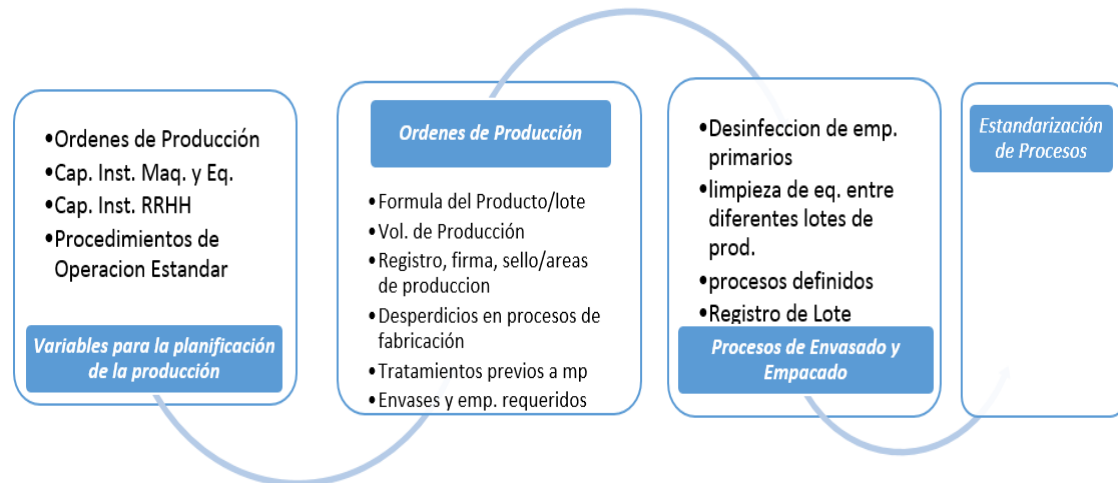 •Ordenes de Producción
•Cap. Inst. Maq. y Eq.
•Cap. Inst. RRHH
•Procedimientos de
Operacion Estandar
Variables para la planificación
de la producción
Ordenes de Producción
•Formula del Producto/lote
•Vol. de Producción
•Registro, firma, sello/areas
de produccion
•Desperdicios en procesos de
fabricación
•Tratamientos previos a mp
•Envases y emp. requeridos
•Desinfeccion de emp.
primarios
•limpieza de eq. entre
diferentes lotes de
prod.
•procesos definidos
•Registro de Lote
Procesos de Envasado y
Empacado
Estandarización
de Procesos